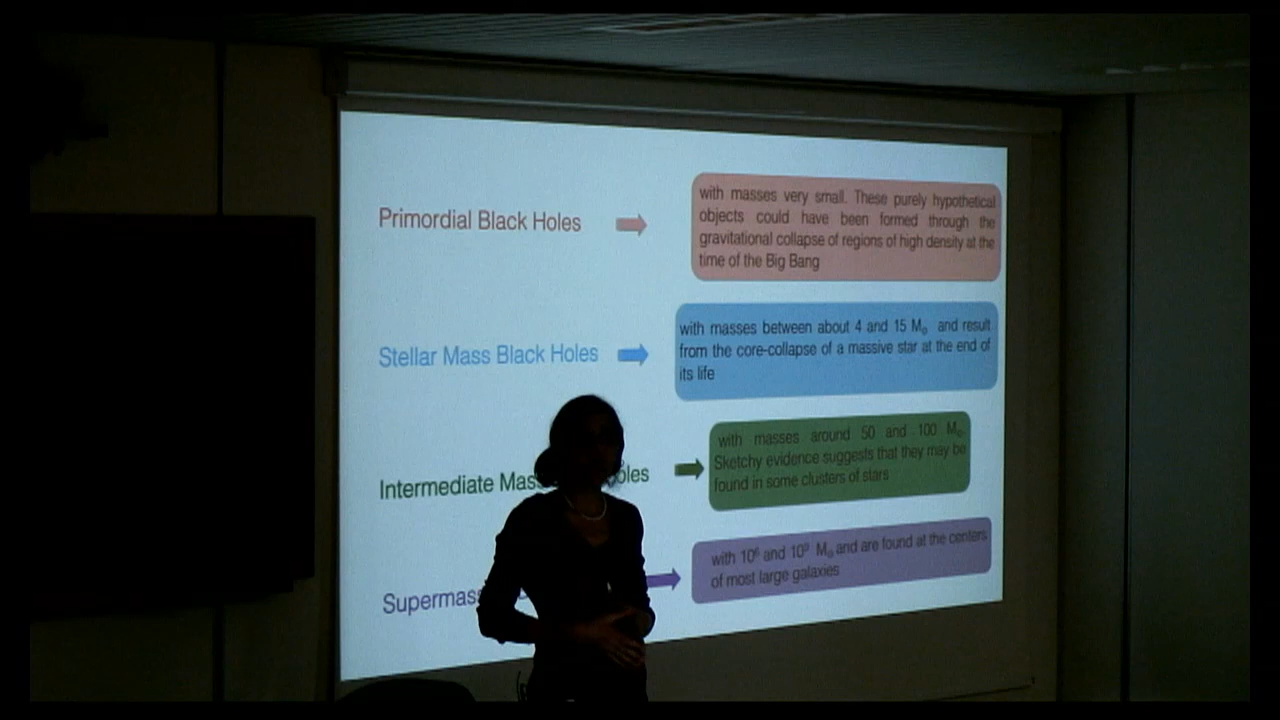 Primordial Black Holes
with masses very small. These purely hypothetical
objects could have been formed through the
gravitational collapse of regions of high density at the
time of the Big Bang
Stellar Mass Black Holes
with masses between about 4 and 15 M☉ and result
from the core-collapse of a massive star at the end of
its life
Intermediate Mas oles
with masses around 50 and 100 M☉.
Sketchy evidence suggests that they may be
found in some clusters of stars
Supermas
with 10⁶ and 10⁹ M☉ and are found at the centers
of most large galaxies